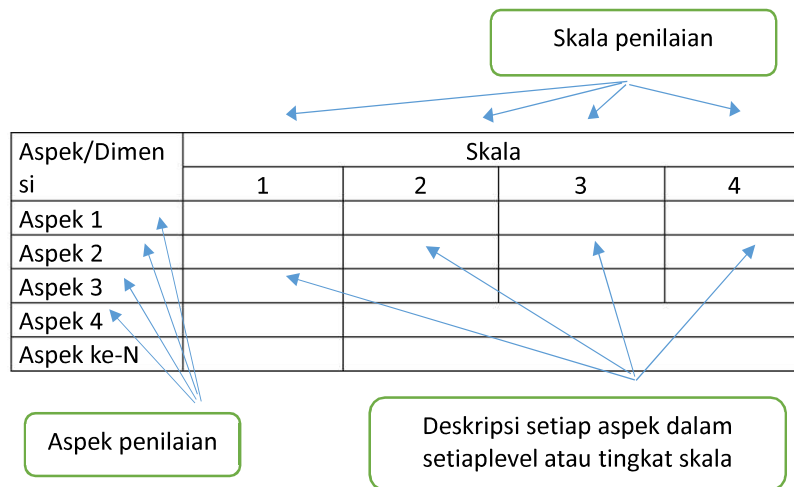 Skala penilaian
Aspek/Dimen
si
Skala
1 2 3 4
Aspek 1
Aspek 2
Aspek 3
Aspek 4
Aspek ke-N
Aspek penilaian
Deskripsi setiap aspek dalam
setiaplevel atau tingkat skala